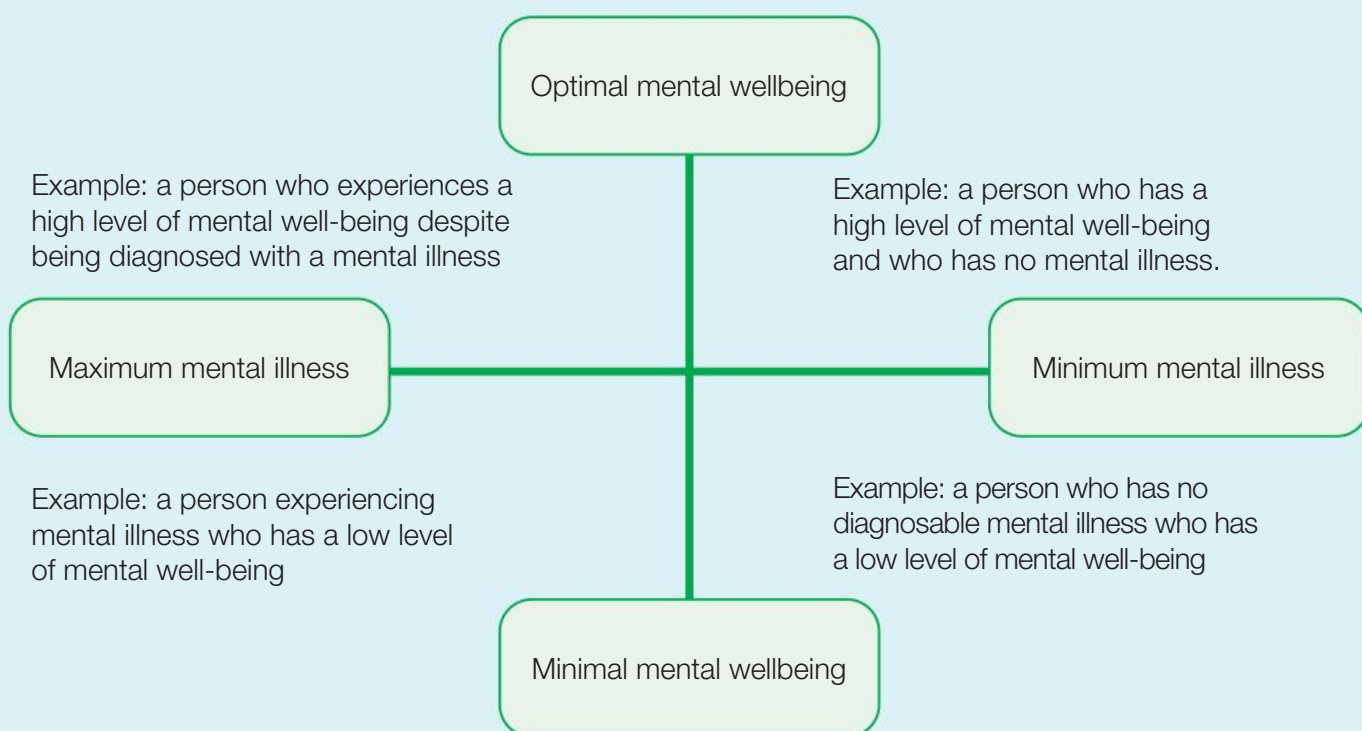 Optimal mental wellbeing
Example: a person who experiences a
high level of mental well-being despite
being diagnosed with a mental illness
Example: a person who has a
high level of mental well-being
and who has no mental illness.
Maximum mental illness
Minimum mental illness
Example: a person experiencing
mental illness who has a low level
of mental well-being
Example: a person who has no
diagnosable mental illness who has
a low level of mental well-being
Minimal mental wellbeing